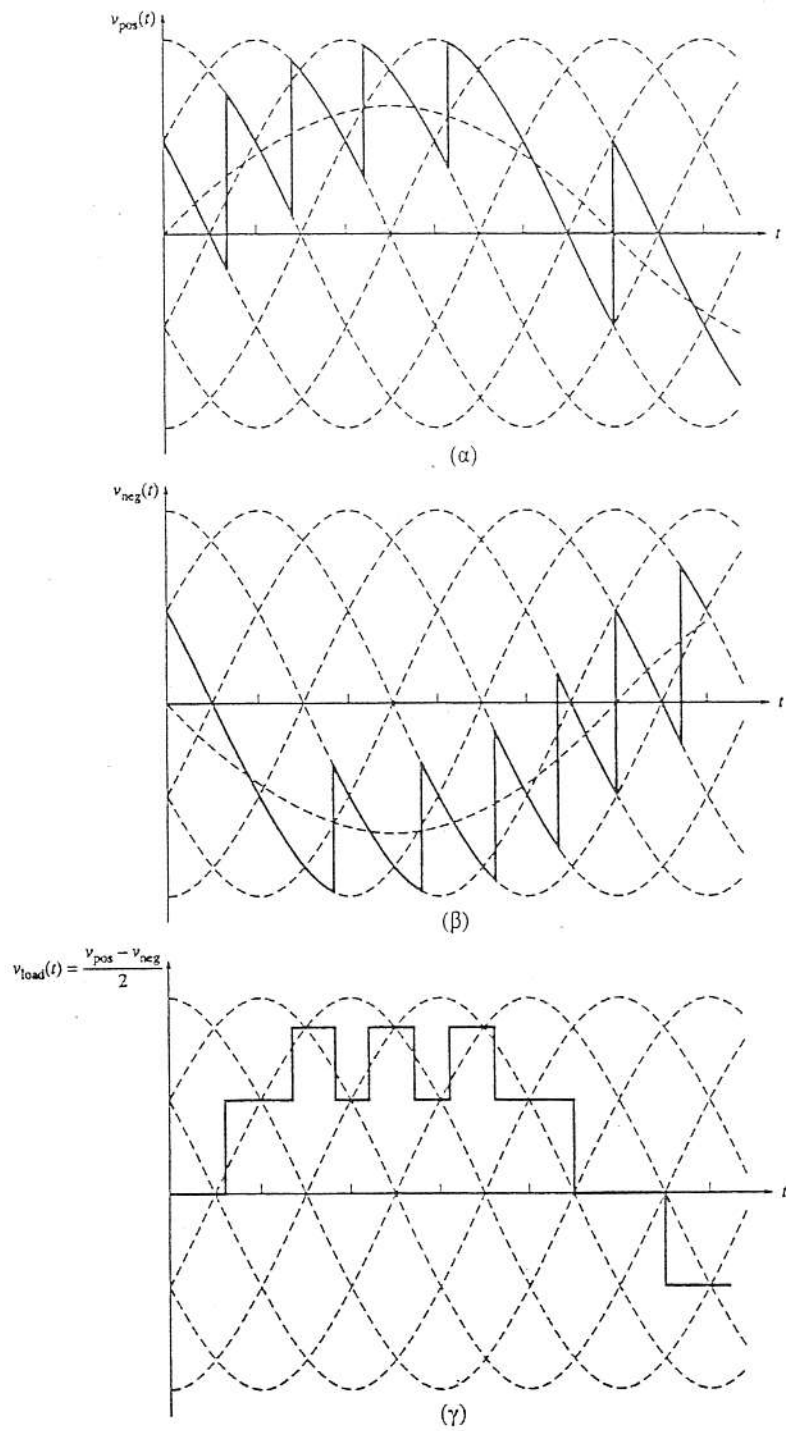 v_pos(t)
t
(α)
v_neg(t)
t
(β)
v_load(t) = (v_pos − v_neg)/2
t
(γ)